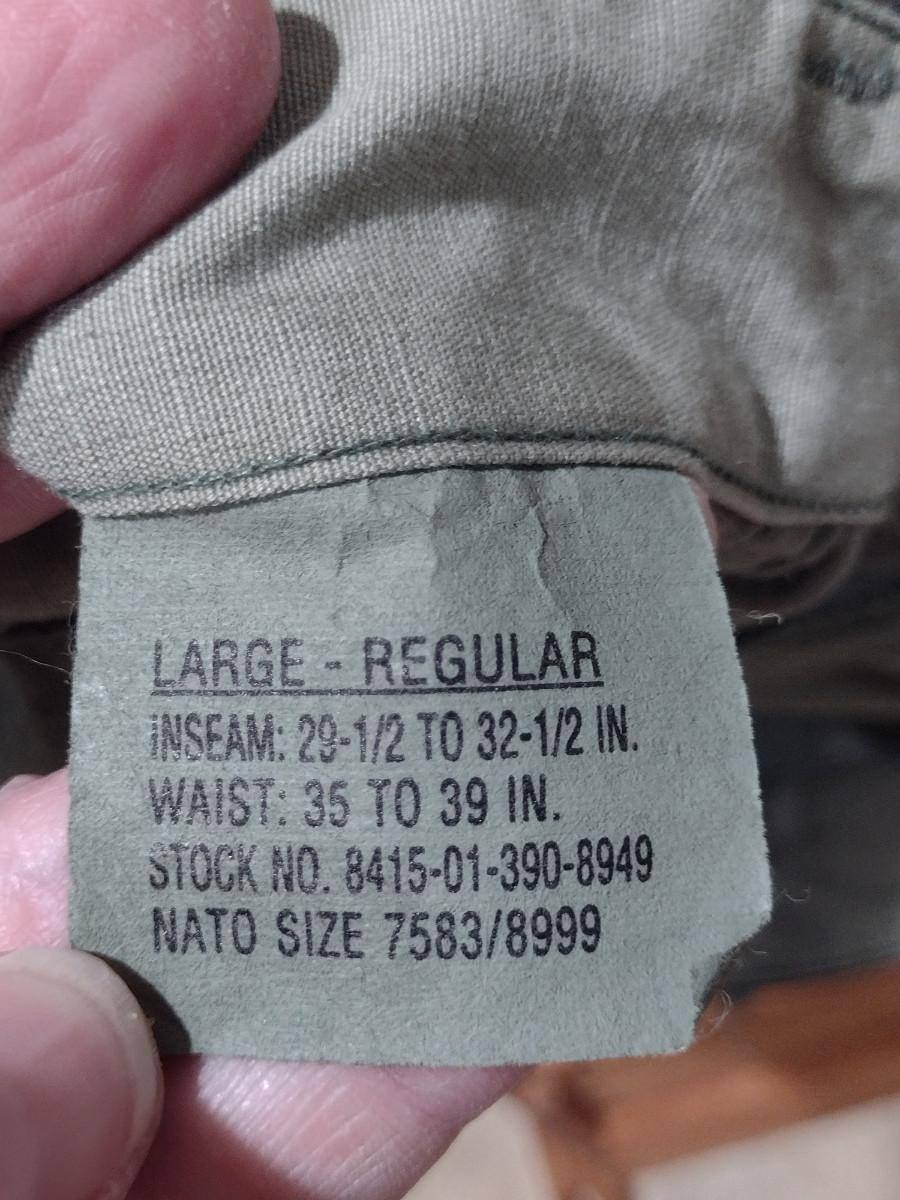 LARGE - REGULAR
INSEAM: 29-1/2 TO 32-1/2 IN.
WAIST: 35 TO 39 IN.
STOCK NO. 8415-01-390-8949
NATO SIZE 7583/8999